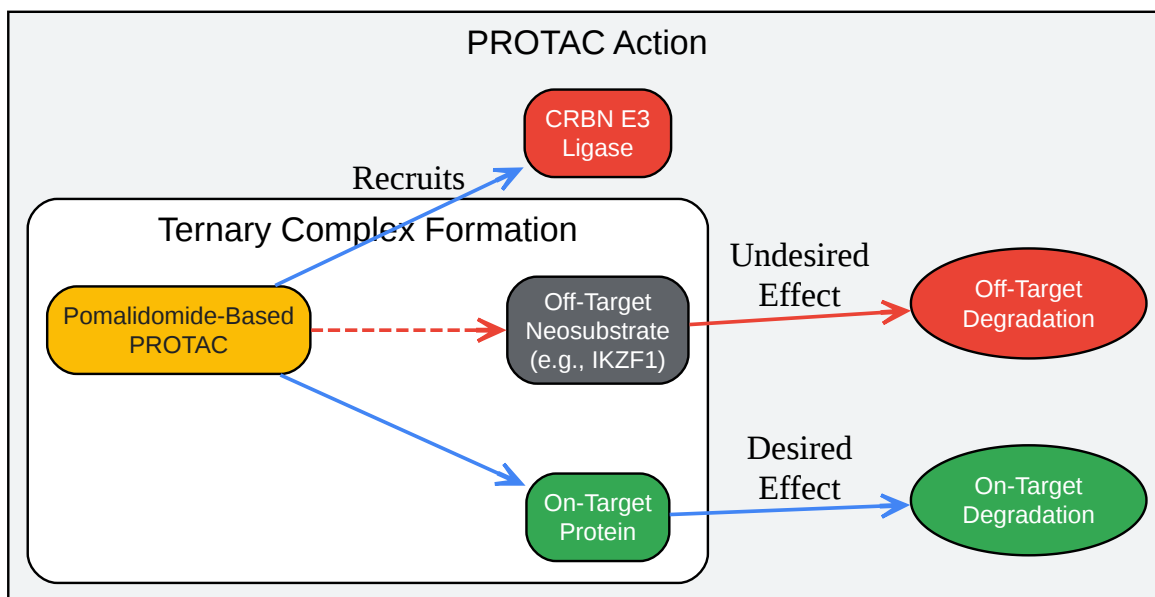 PROTAC Action
CRBN E3
Ligase
Recruits
Ternary Complex Formation
Undesired
Effect
Pomalidomide-Based
PROTAC
Off-Target
Neosubstrate
(e.g., IKZF1)
Off-Target
Degradation
Desired
Effect
On-Target
Protein
On-Target
Degradation